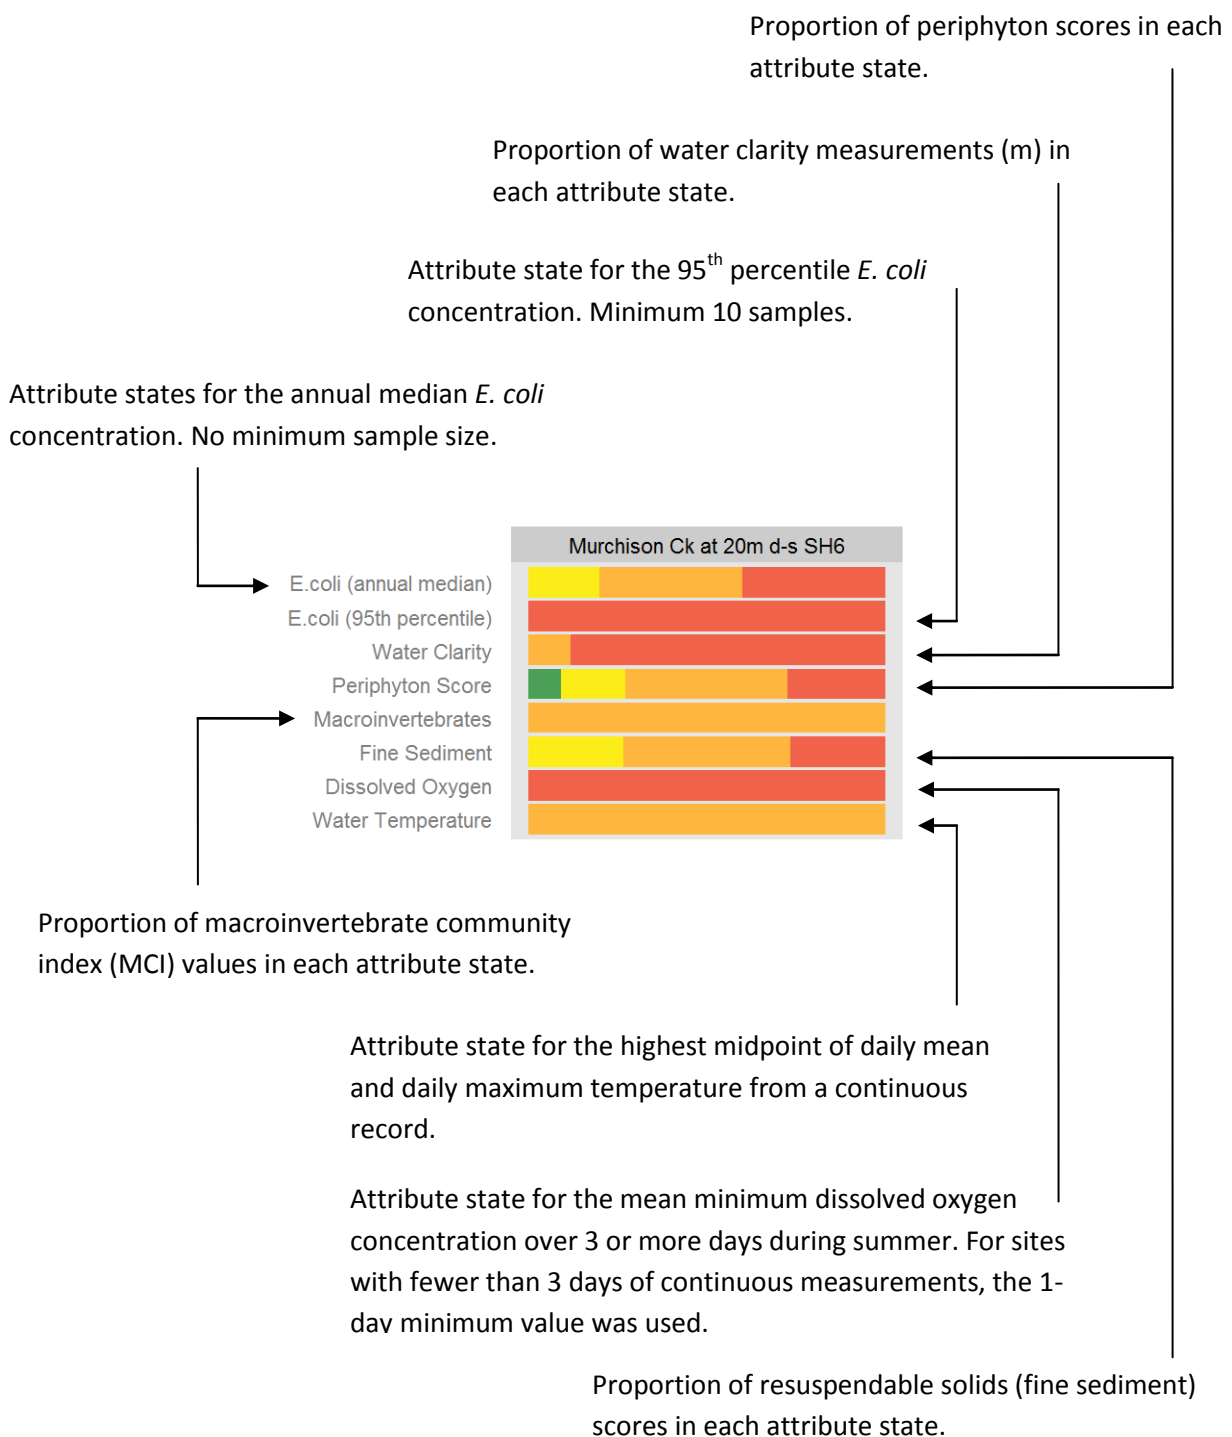 Proportion of periphyton scores in each
attribute state.
Proportion of water clarity measurements (m) in
each attribute state.
Attribute state for the 95th percentile E. coli
concentration. Minimum 10 samples.
Attribute states for the annual median E. coli
concentration. No minimum sample size.
Murchison Ck at 20m d-s SH6
E.coli (annual median)
E.coli (95th percentile)
Water Clarity
Periphyton Score
Macroinvertebrates
Fine Sediment
Dissolved Oxygen
Water Temperature
Proportion of macroinvertebrate community
index (MCI) values in each attribute state.
Attribute state for the highest midpoint of daily mean
and daily maximum temperature from a continuous
record.
Attribute state for the mean minimum dissolved oxygen
concentration over 3 or more days during summer. For sites
with fewer than 3 days of continuous measurements, the 1-
day minimum value was used.
Proportion of resuspendable solids (fine sediment)
scores in each attribute state.